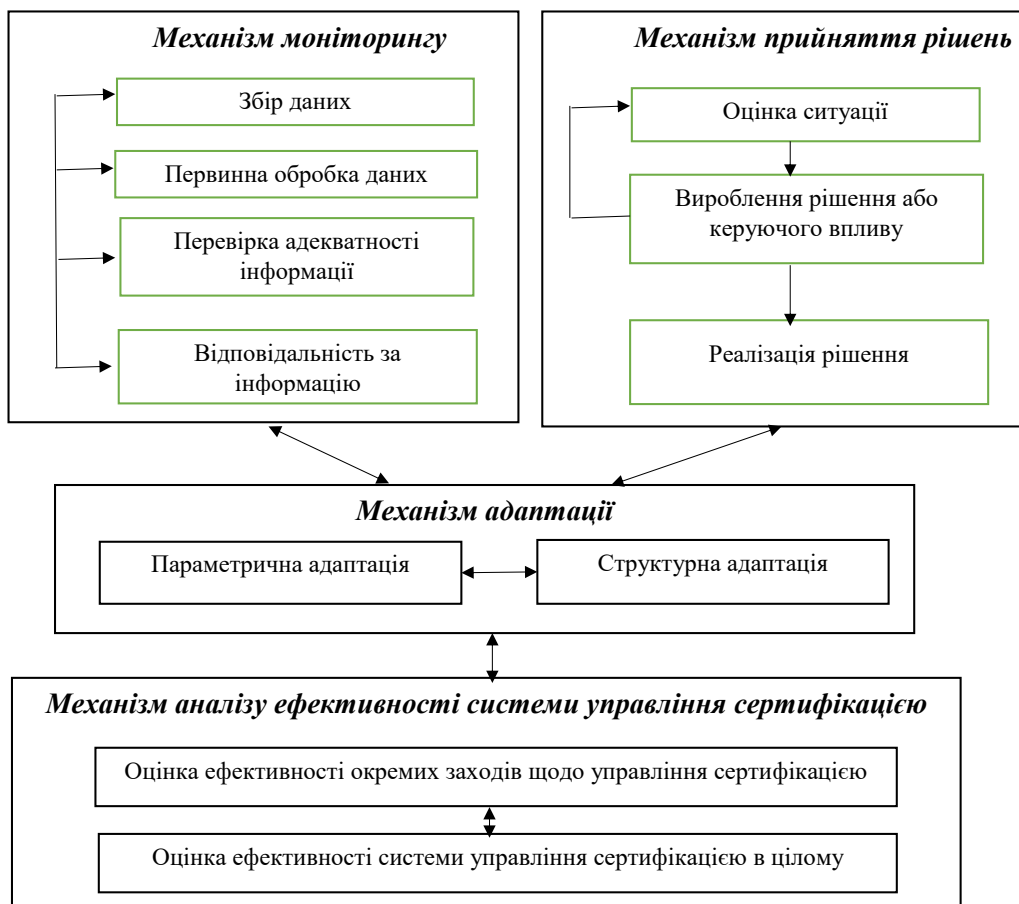 Механізм моніторингу
Збір даних
Первинна обробка даних
Перевірка адекватності
інформації
Відповідальність за
інформацію
Механізм прийняття рішень
Оцінка ситуації
Вироблення рішення або
керуючого впливу
Реалізація рішення
Механізм адаптації
Параметрична адаптація
Структурна адаптація
Механізм аналізу ефективності системи управління сертифікацією
Оцінка ефективності окремих заходів щодо управління сертифікацією
Оцінка ефективності системи управління сертифікацією в цілому